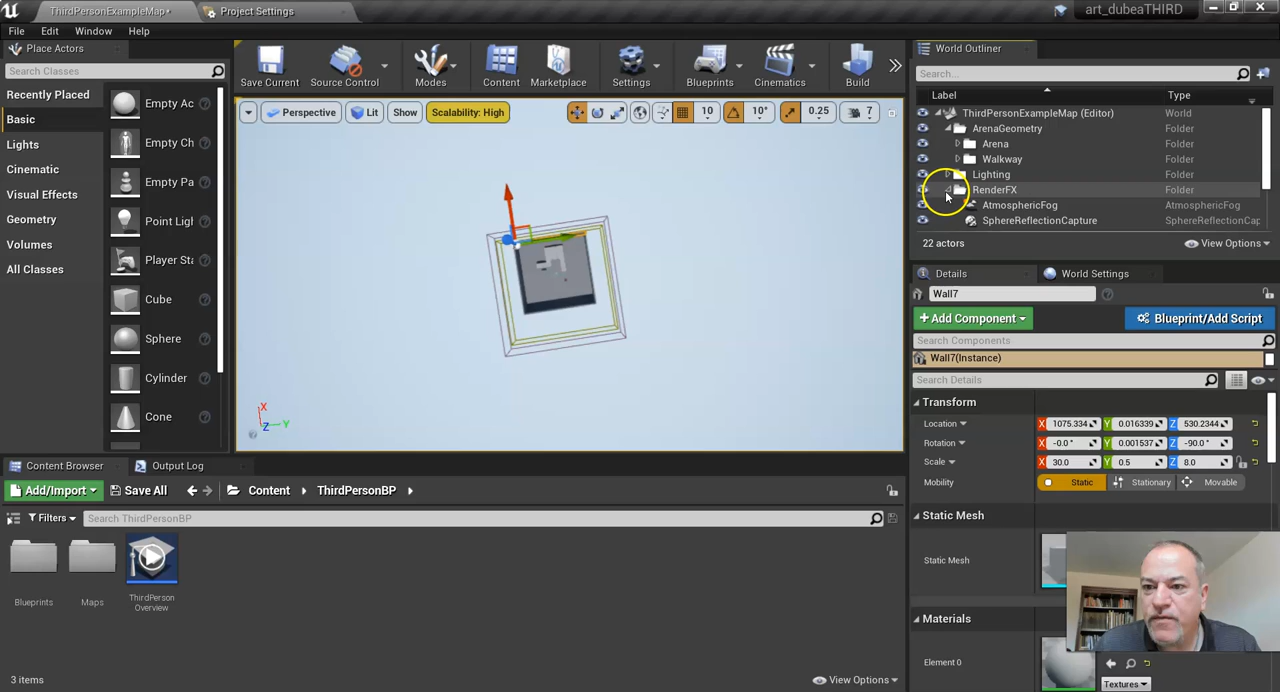 ThirdPersonExampleMap•
Project Settings
art_dubeaTHIRD
File Edit Window Help
Place Actors
Search Classes
Recently Placed
Basic
Lights
Cinematic
Visual Effects
Geometry
Volumes
All Classes
Empty Ac
Empty Ch
Empty Pa
Point Ligh
Player Sta
Cube
Sphere
Cylinder
Cone
Save Current
Source Control
Modes
Content
Marketplace
Settings
Blueprints
Cinematics
Build
Perspective
Lit
Show
Scalability: High
10
10°
0.25
7
X
Z
Y
World Outliner
Search...
Label Type
ThirdPersonExampleMap (Editor) World
ArenaGeometry Folder
Arena Folder
Walkway Folder
Lighting Folder
RenderFX Folder
AtmosphericFog AtmosphericFog
SphereReflectionCapture SphereReflectionCap
22 actors
View Options
Details
World Settings
Wall7
+Add Component
Blueprint/Add Script
Search Components
Wall7(Instance)
Search Details
Transform
Location X 1075.334 Y 0.016339 Z 530.2344
Rotation X -0.0 ° Y 0.001537 Z -90.0 °
Scale X 30.0 Y 0.5 Z 8.0
Mobility Static Stationary Movable
Static Mesh
Static Mesh
Materials
Element 0
Textures
Content Browser
Output Log
Add/Import
Save All
Content
ThirdPersonBP
Filters
Search ThirdPersonBP
Blueprints
Maps
ThirdPerson
Overview
3 items
View Options